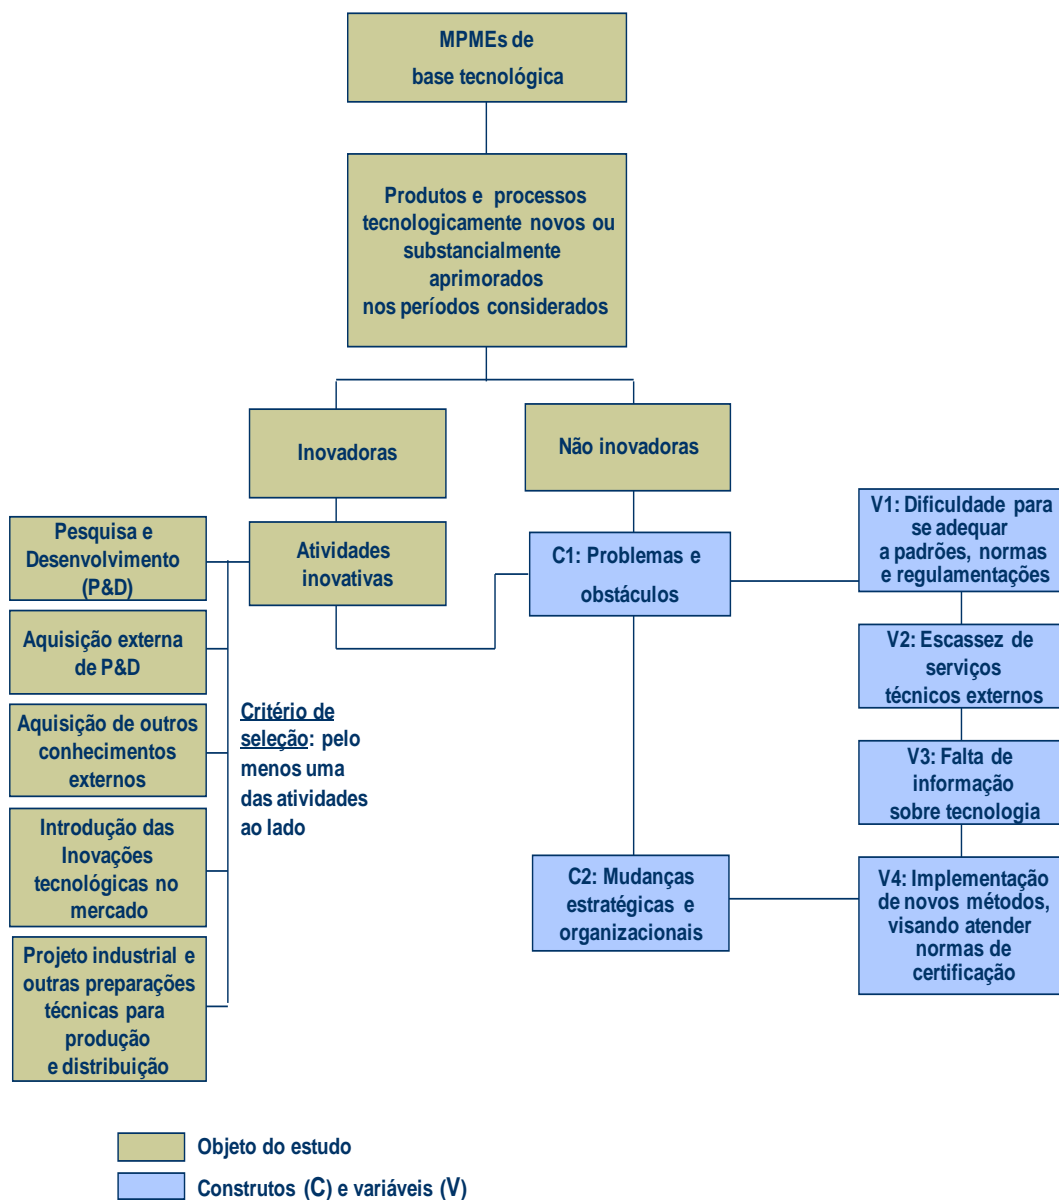 MPMEs de
base tecnológica
Produtos e processos
tecnologicamente novos ou
substancialmente
aprimorados
nos períodos considerados
Inovadoras
Não inovadoras
Pesquisa e
Desenvolvimento
(P&D)
Atividades
inovativas
C1: Problemas e
obstáculos
V1: Dificuldade para
se adequar
a padrões, normas
e regulamentações
Aquisição externa
de P&D
V2: Escassez de
serviços
técnicos externos
Aquisição de outros
conhecimentos
externos
Critério de
seleção: pelo
menos uma
das atividades
ao lado
V3: Falta de
informação
sobre tecnologia
Introdução das
Inovações
tecnológicas no
mercado
C2: Mudanças
estratégicas e
organizacionais
V4: Implementação
de novos métodos,
visando atender
normas de
certificação
Projeto industrial e
outras preparações
técnicas para
produção
e distribuição
Objeto do estudo
Construtos (C) e variáveis (V)